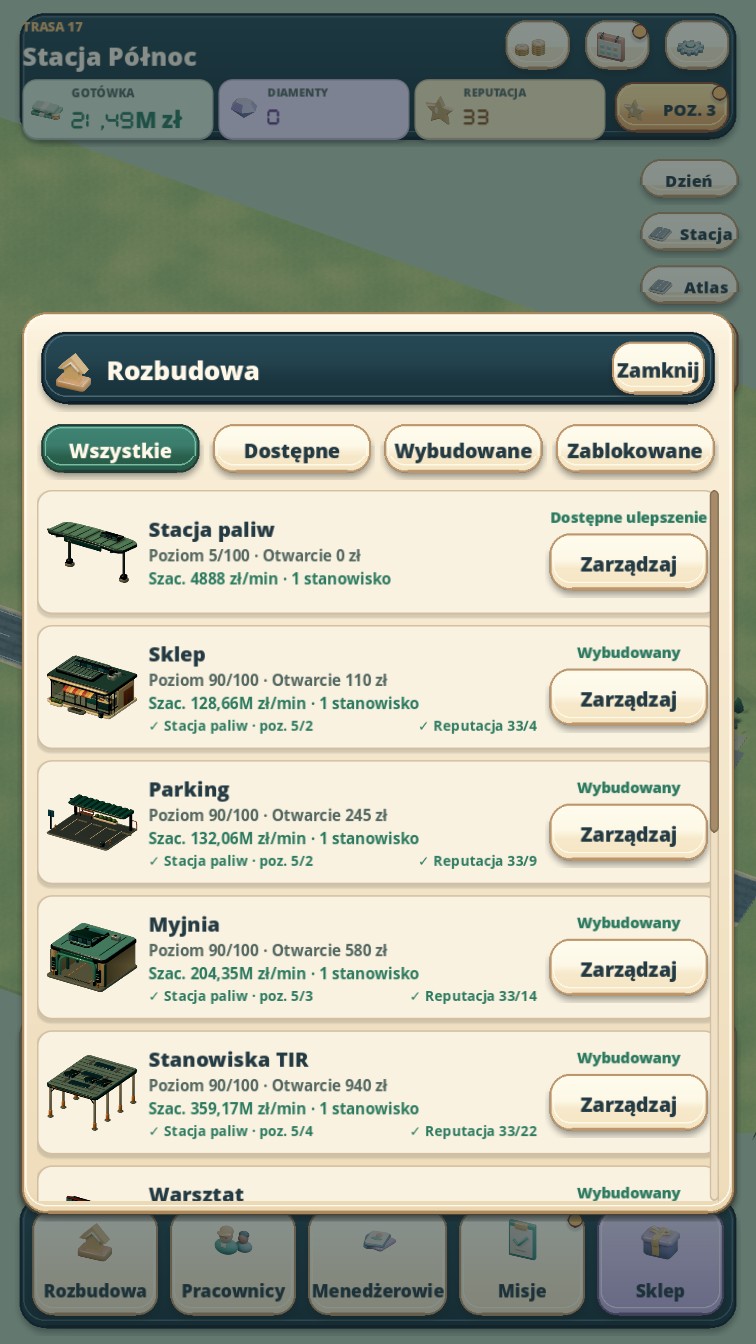 TRASA 17
Stacja Północ
GOTÓWKA
21,49M zł
DIAMENTY
0
REPUTACJA
33
POZ. 3
Dzień
Stacja
Atlas
Rozbudowa
Zamknij
Wszystkie
Dostępne
Wybudowane
Zablokowane
Stacja paliw
Poziom 5/100 · Otwarcie 0 zł
Szac. 4888 zł/min · 1 stanowisko
Dostępne ulepszenie
Zarządzaj
Sklep
Poziom 90/100 · Otwarcie 110 zł
Szac. 128,66M zł/min · 1 stanowisko
✓ Stacja paliw · poz. 5/2
✓ Reputacja 33/4
Wybudowany
Zarządzaj
Parking
Poziom 90/100 · Otwarcie 245 zł
Szac. 132,06M zł/min · 1 stanowisko
✓ Stacja paliw · poz. 5/2
✓ Reputacja 33/9
Wybudowany
Zarządzaj
Myjnia
Poziom 90/100 · Otwarcie 580 zł
Szac. 204,35M zł/min · 1 stanowisko
✓ Stacja paliw · poz. 5/3
✓ Reputacja 33/14
Wybudowany
Zarządzaj
Stanowiska TIR
Poziom 90/100 · Otwarcie 940 zł
Szac. 359,17M zł/min · 1 stanowisko
✓ Stacja paliw · poz. 5/4
✓ Reputacja 33/22
Wybudowany
Zarządzaj
Warsztat
Wybudowany
Rozbudowa
Pracownicy
Menedżerowie
Misje
Sklep